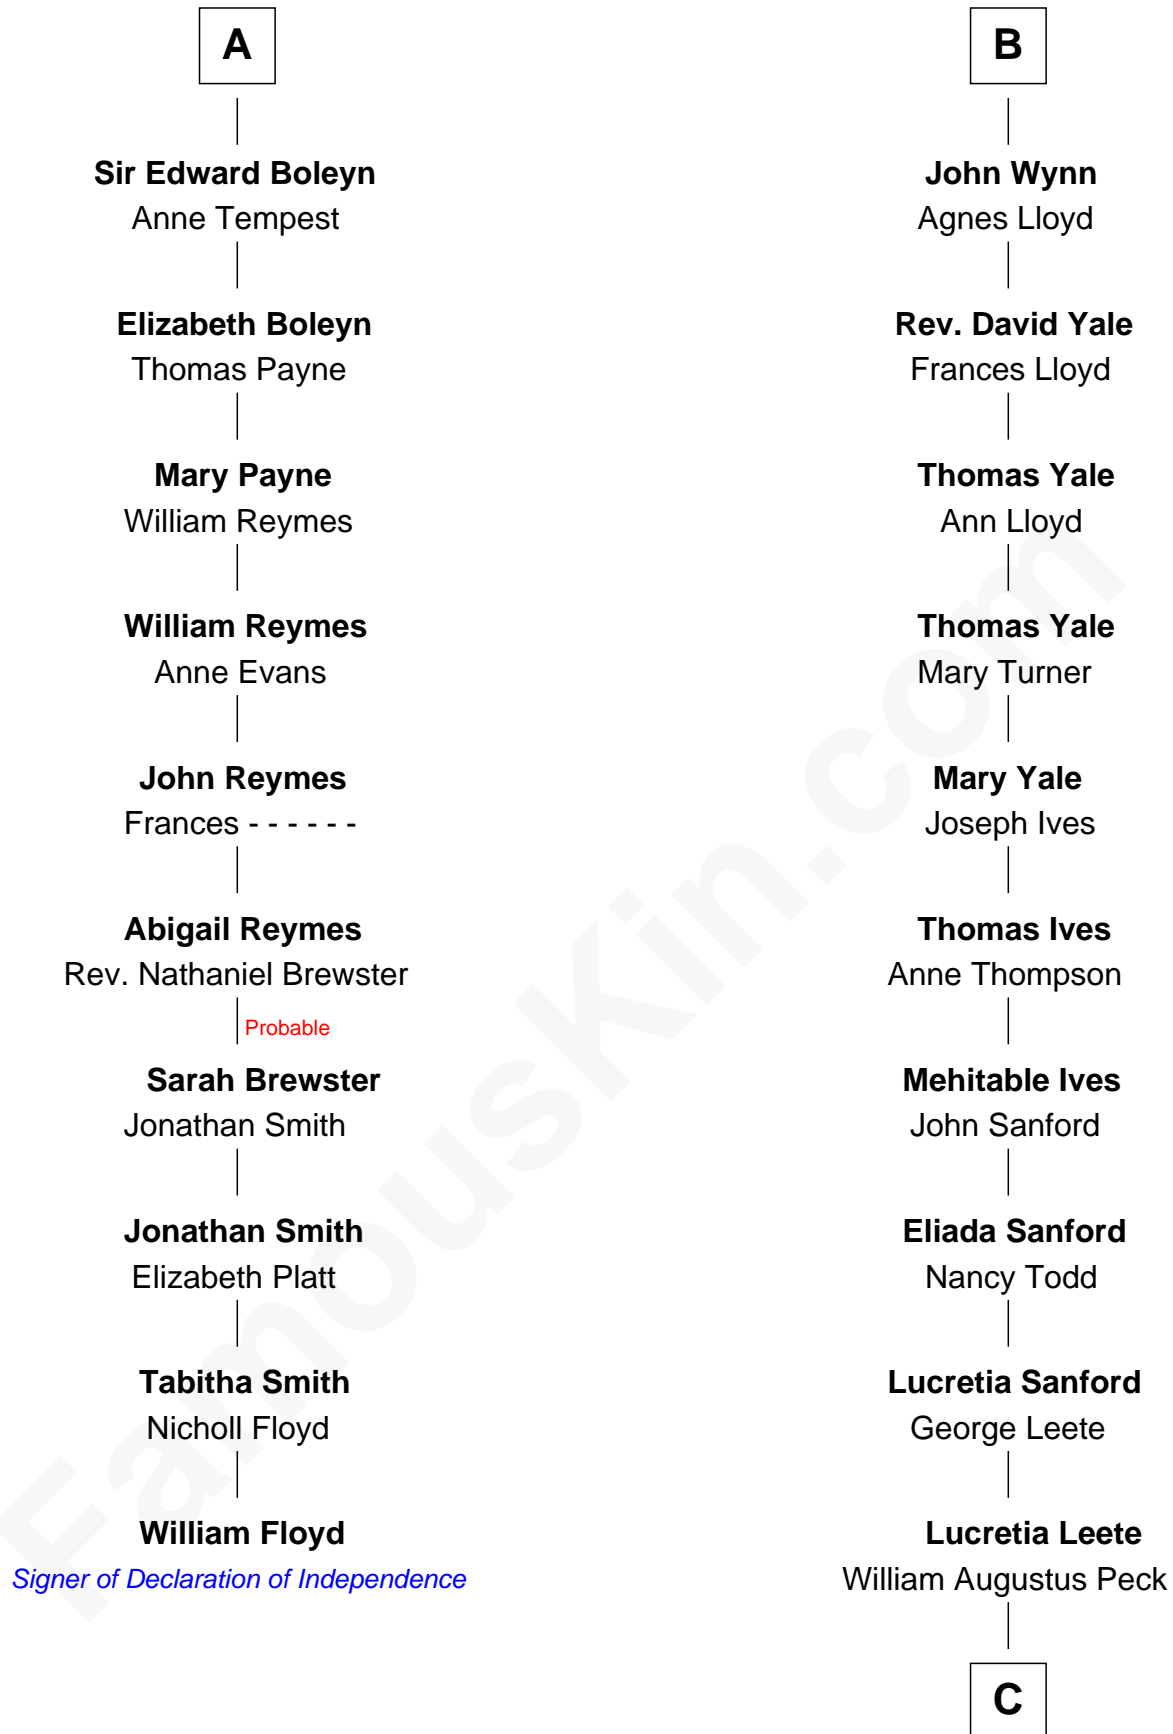 A
Sir Edward Boleyn
Anne Tempest
Elizabeth Boleyn
Thomas Payne
Mary Payne
William Reymes
William Reymes
Anne Evans
John Reymes
Frances - - - - - -
Abigail Reymes
Rev. Nathaniel Brewster
Probable
Sarah Brewster
Jonathan Smith
Jonathan Smith
Elizabeth Platt
Tabitha Smith
Nicholl Floyd
William Floyd
Signer of Declaration of Independence
B
John Wynn
Agnes Lloyd
Rev. David Yale
Frances Lloyd
Thomas Yale
Ann Lloyd
Thomas Yale
Mary Turner
Mary Yale
Joseph Ives
Thomas Ives
Anne Thompson
Mehitable Ives
John Sanford
Eliada Sanford
Nancy Todd
Lucretia Sanford
George Leete
Lucretia Leete
William Augustus Peck
C
FamousKin.com